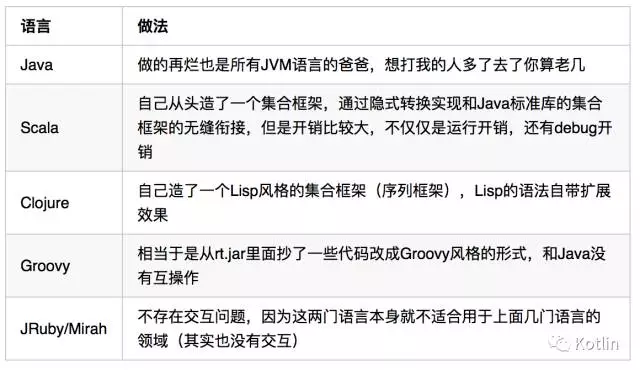 语言 做法
Java 做的再烂也是所有JVM语言的爸爸，想打我的人多了去了你算老几
自己从头造了一个集合框架，通过隐式转换实现和Java标准库的集合
Scala 框架的无缝衔接，但是开销比较大，不仅仅是运行开销，还有debug开
销
Clojure 自己造了一个Lisp风格的集合框架（序列框架），Lisp的语法自带扩展
效果
Groovy 相当于是从rt.jar里面抄了一些代码改成Groovy风格的形式，和Java没
有互操作
JRuby/Mirah 不存在交互问题，因为这两门语言本身就不适合用于上面几门语言的
领域（其实也没有交互）
Kotlin